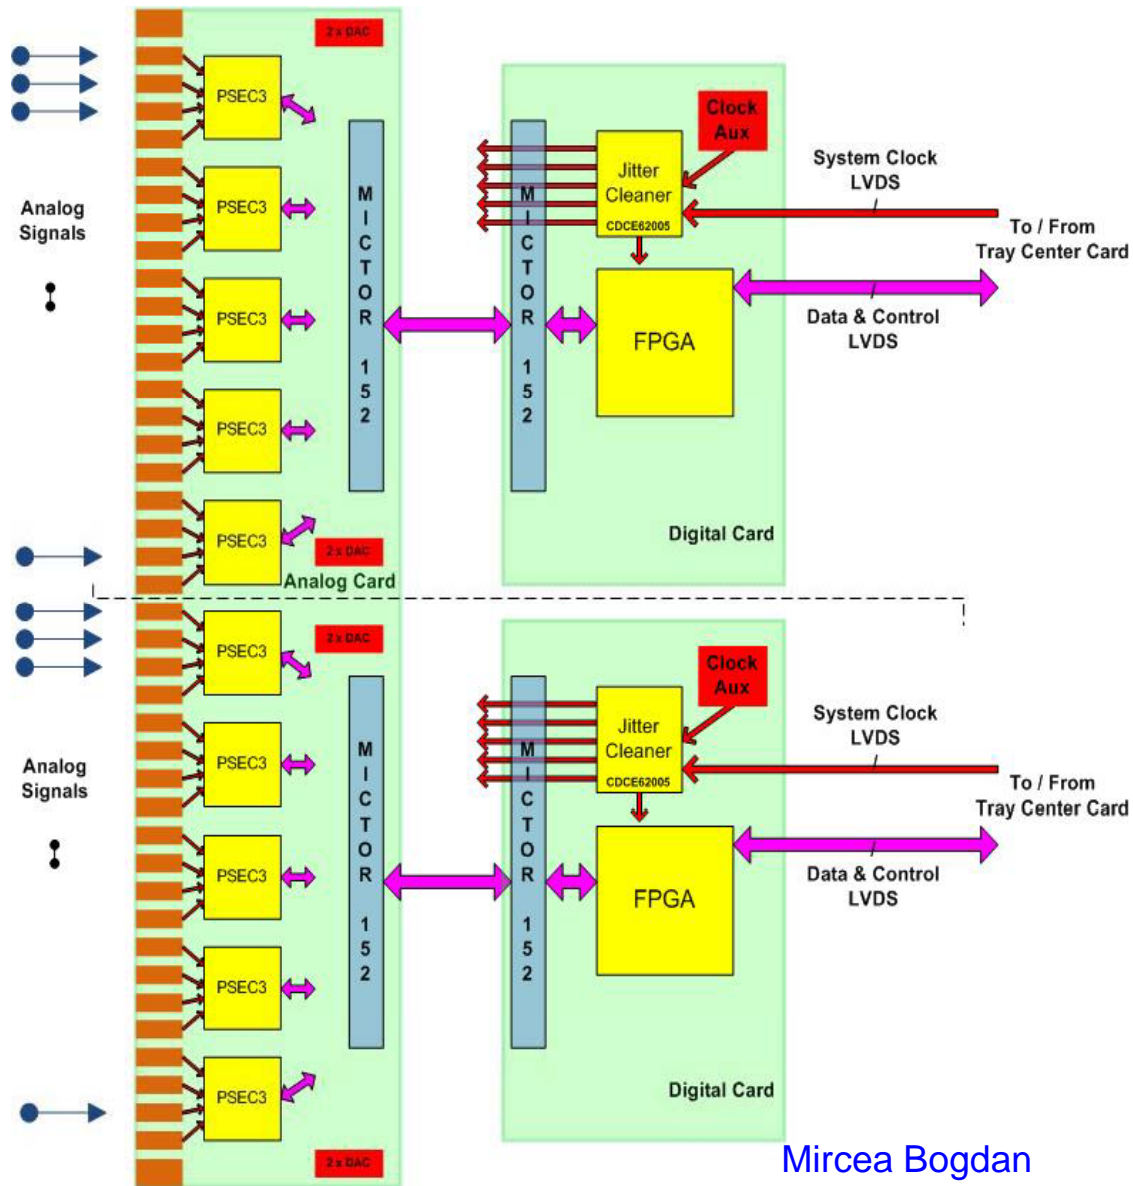 2 x DAC
PSEC3
Clock
Aux
Jitter
Cleaner
CDCE62005
System Clock
LVDS
To / From
Tray Center Card
Analog
Signals
PSEC3
MICTOR 152
MICTOR 152
PSEC3
FPGA
Data & Control
LVDS
PSEC3
PSEC3
Digital Card
2 x DAC
Analog Card
2 x DAC
PSEC3
Clock
Aux
Jitter
Cleaner
CDCE62005
System Clock
LVDS
To / From
Tray Center Card
Analog
Signals
PSEC3
MICTOR 152
MICTOR 152
PSEC3
FPGA
Data & Control
LVDS
PSEC3
PSEC3
Digital Card
2 x DAC
Mircea Bogdan